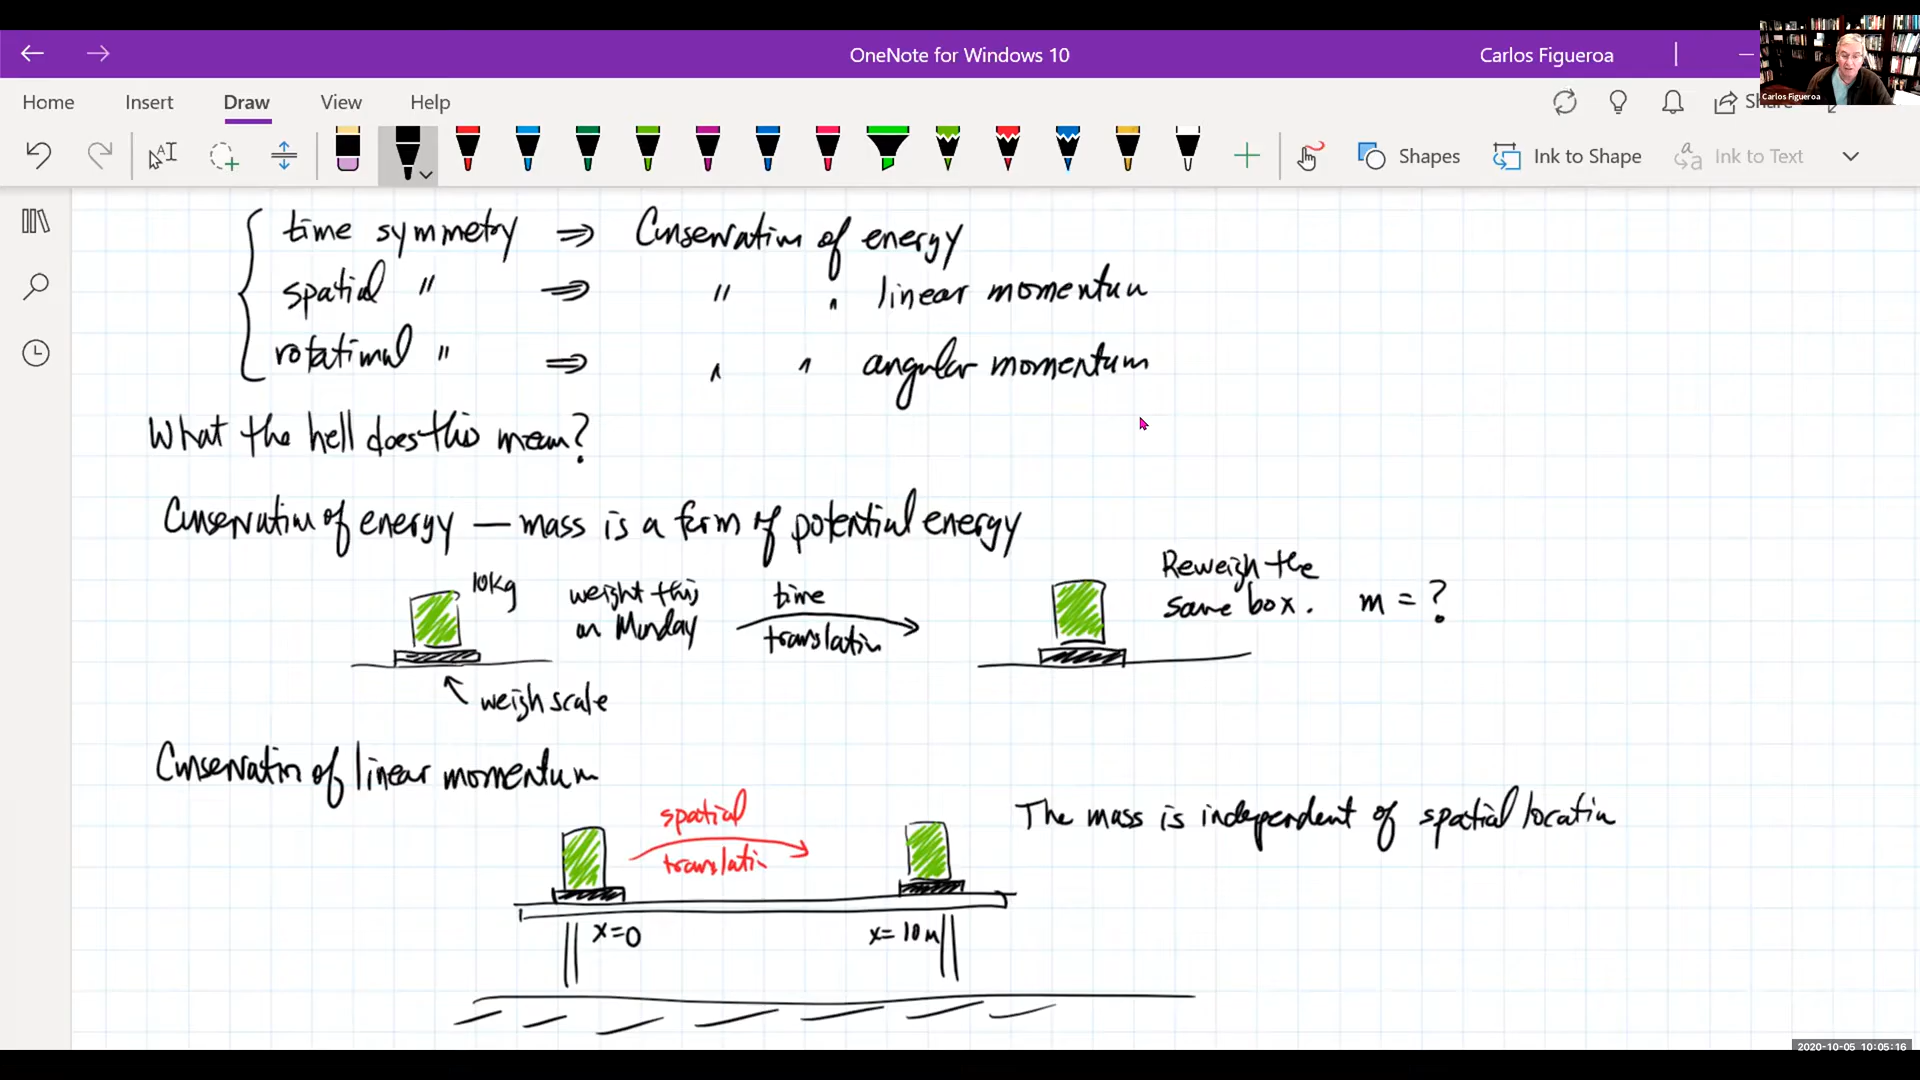 OneNote for Windows 10
Carlos Figueroa
Home Insert Draw View Help
Share
Carlos Figueroa
Shapes Ink to Shape Ink to Text
time symmetry ⇒ Conservation of energy
spatial " ⇒ " " linear momentum
rotational " ⇒ " " angular momentum
What the hell does this mean?
Conservation of energy — mass is a form of potential energy
10kg
weight this
on Monday
time
translation
Reweigh the
same box. m = ?
weigh scale
Conservation of linear momentum
spatial
translation
The mass is independent of spatial location
x=0
x= 10m
2020-10-05 10:05:16